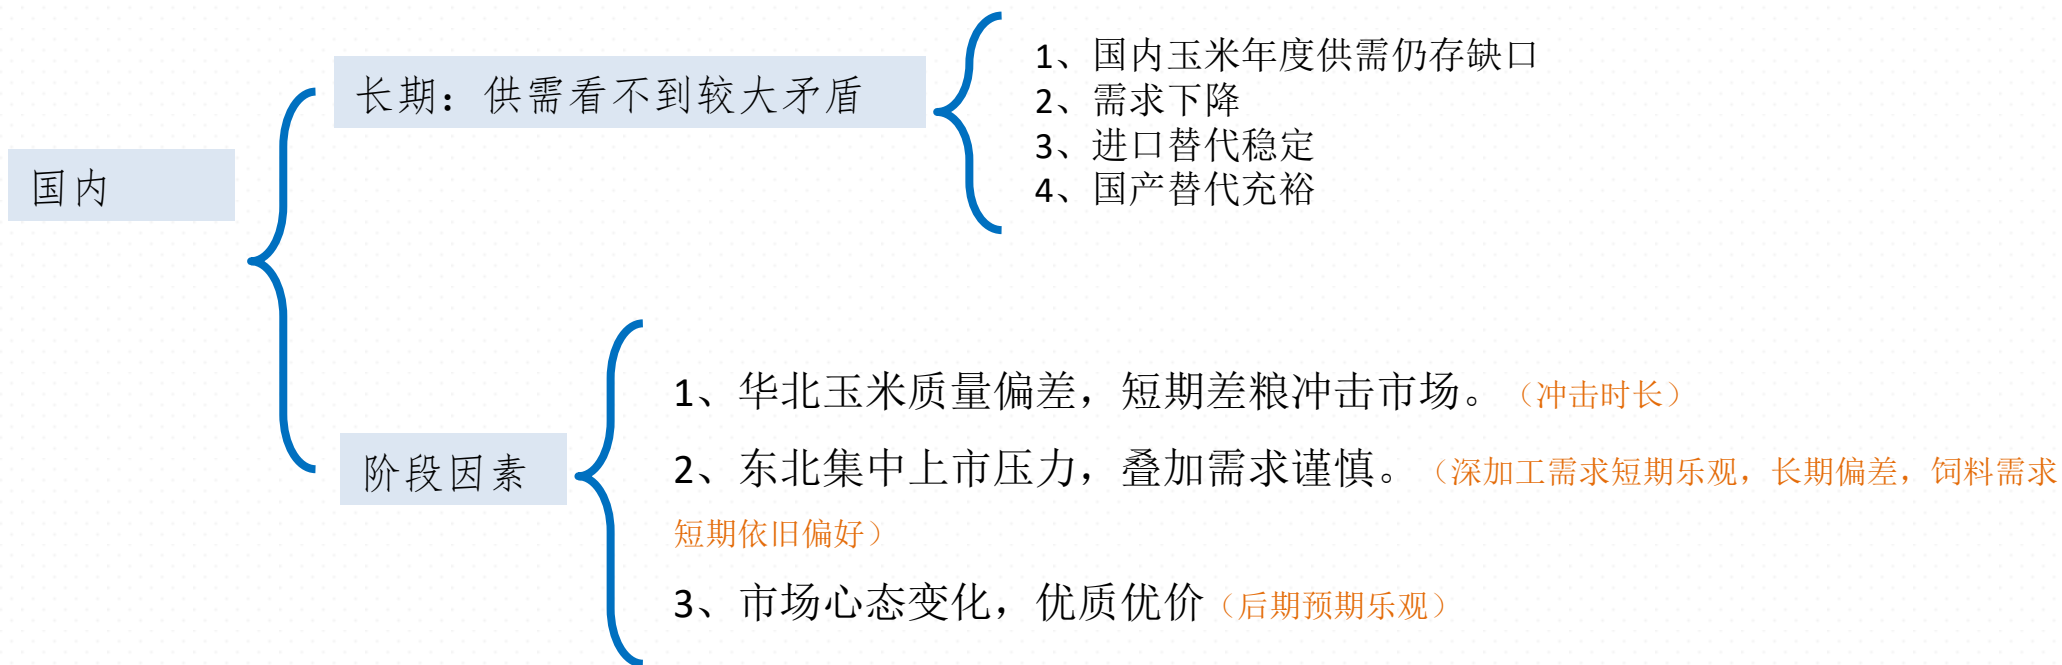 国内
长期：供需看不到较大矛盾
1、国内玉米年度供需仍存缺口
2、需求下降
3、进口替代稳定
4、国产替代充裕
阶段因素
1、华北玉米质量偏差，短期差粮冲击市场。（冲击时长）
2、东北集中上市压力，叠加需求谨慎。（深加工需求短期乐观，长期偏差，饲料需求
短期依旧偏好）
3、市场心态变化，优质优价（后期预期乐观）